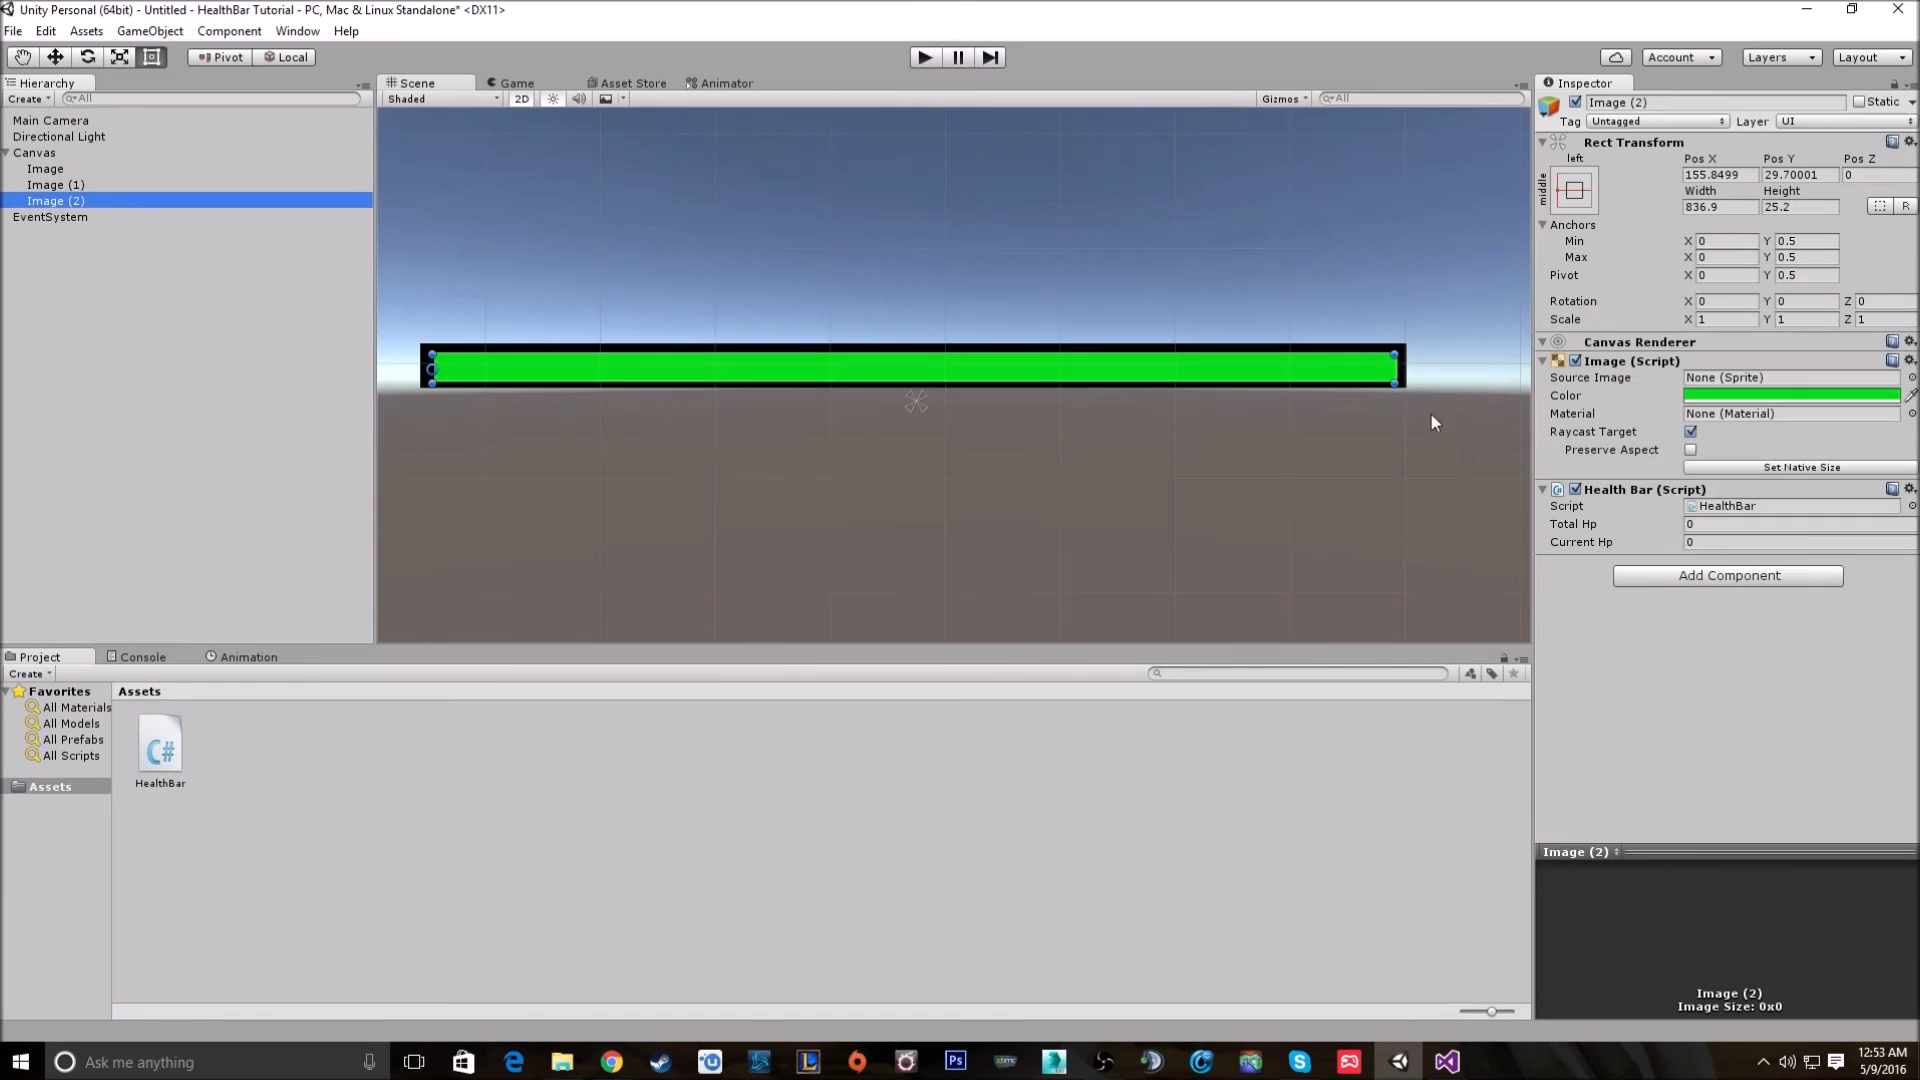 Unity Personal (64bit) - Untitled - HealthBar Tutorial - PC, Mac & Linux Standalone* <DX11>
File Edit Assets GameObject Component Window Help
Pivot Local Account Layers Layout
Hierarchy
Create All
Main Camera
Directional Light
Canvas
Image
Image (1)
Image (2)
EventSystem
Scene Game Asset Store Animator
Shaded 2D Gizmos All
Inspector
Image (2) Static
Tag Untagged Layer UI
Rect Transform
left
middle
Pos X Pos Y Pos Z
155.8499 29.70001 0
Width Height
836.9 25.2 R
Anchors
Min X 0 Y 0.5
Max X 0 Y 0.5
Pivot X 0 Y 0.5
Rotation X 0 Y 0 Z 0
Scale X 1 Y 1 Z 1
Canvas Renderer
Image (Script)
Source Image None (Sprite)
Color
Material None (Material)
Raycast Target
Preserve Aspect
Set Native Size
Health Bar (Script)
Script HealthBar
Total Hp 0
Current Hp 0
Add Component
Project Console Animation
Create
Favorites
All Materials
All Models
All Prefabs
All Scripts
Assets
Assets
C#
HealthBar
Image (2)
Image (2)
Image Size: 0x0
Ask me anything
Ps
12:53 AM
5/9/2016